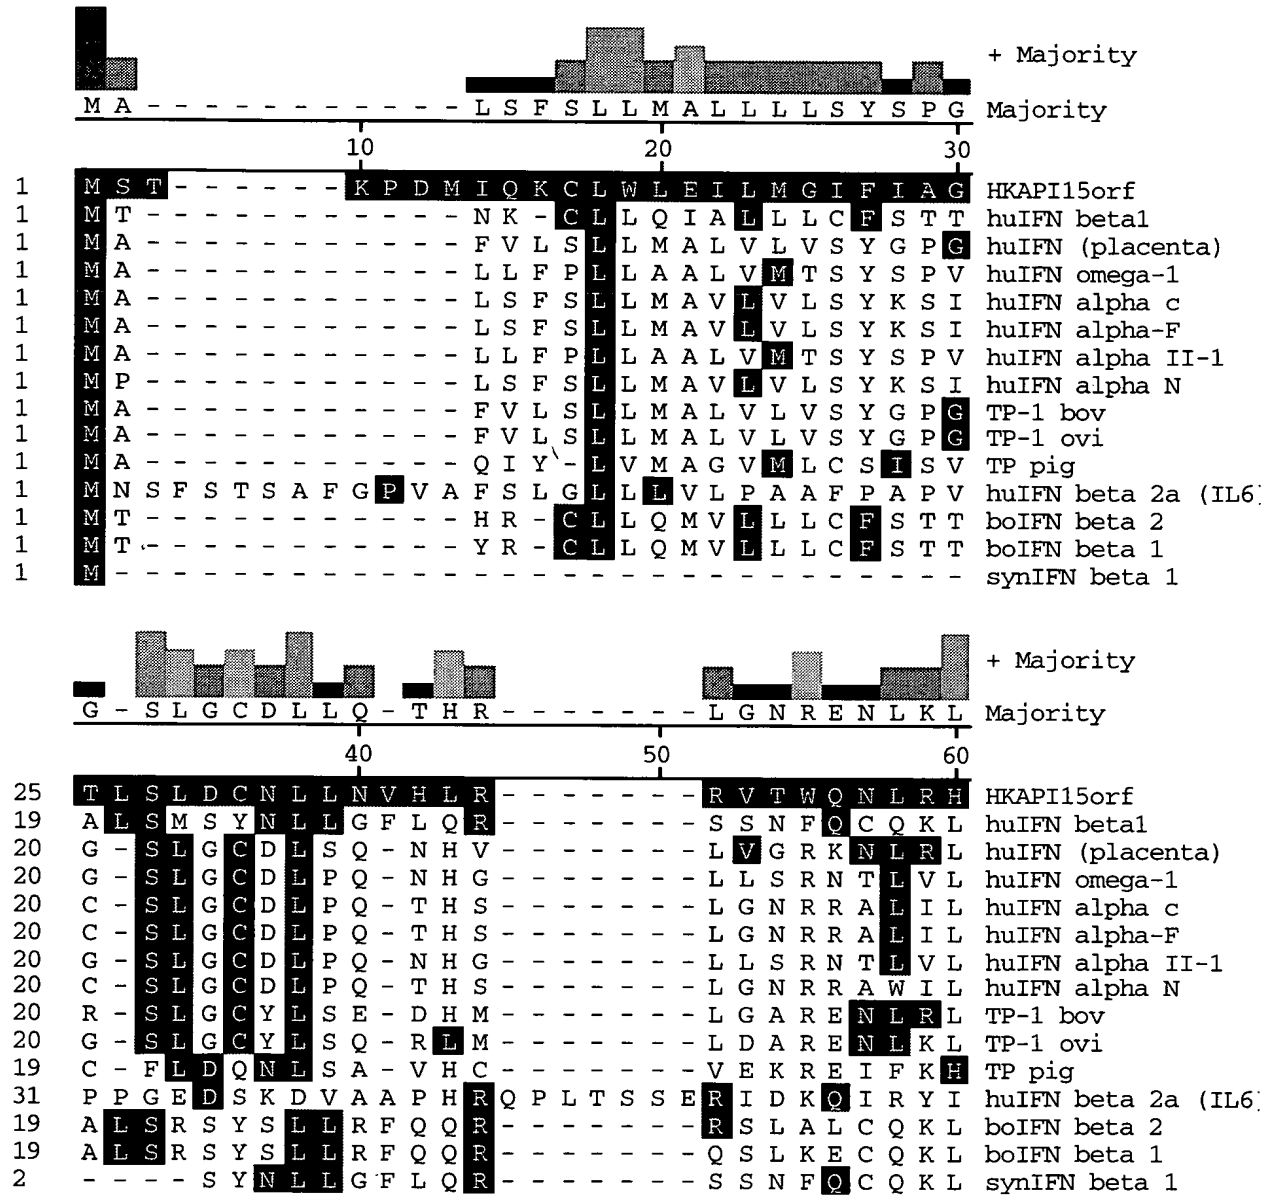 + Majority
M A - - - - - - - - - - - L S F S L L M A L L L L S Y S P G Majority
10 20 30
1 M S T - - - - - - K P D M I Q K C L W L E I L M G I F I A G HKAPI15orf
1 M T - - - - - - - - - - - N K - C L L Q I A L L L C F S T T huIFN beta1
1 M A - - - - - - - - - - - F V L S L L M A L V L V S Y G P G huIFN (placenta)
1 M A - - - - - - - - - - - L L F P L L A A L V M T S Y S P V huIFN omega-1
1 M A - - - - - - - - - - - L S F S L L M A V L V L S Y K S I huIFN alpha c
1 M A - - - - - - - - - - - L S F S L L M A V L V L S Y K S I huIFN alpha-F
1 M A - - - - - - - - - - - L L F P L L A A L V M T S Y S P V huIFN alpha II-1
1 M P - - - - - - - - - - - L S F S L L M A V L V L S Y K S I huIFN alpha N
1 M A - - - - - - - - - - - F V L S L L M A L V L V S Y G P G TP-1 bov
1 M A - - - - - - - - - - - F V L S L L M A L V L V S Y G P G TP-1 ovi
1 M A - - - - - - - - - - - Q I Y - L V M A G V M L C S I S V TP pig
1 M N S F S T S A F G P V A F S L G L L L V L P A A F P A P V huIFN beta 2a (IL6)
1 M T - - - - - - - - - - - H R - C L L Q M V L L L C F S T T boIFN beta 2
1 M T - - - - - - - - - - - Y R - C L L Q M V L L L C F S T T boIFN beta 1
1 M - - - - - - - - - - - - - - - - - - - - - - - - - - - - - synIFN beta 1
+ Majority
G - S L G C D L L Q - T H R - - - - - - - L G N R E N L K L Majority
40 50 60
25 T L S L D C N L L N V H L R - - - - - - - R V T W Q N L R H HKAPI15orf
19 A L S M S Y N L L G F L Q R - - - - - - - S S N F Q C Q K L huIFN beta1
20 G - S L G C D L S Q - N H V - - - - - - - L V G R K N L R L huIFN (placenta)
20 G - S L G C D L P Q - N H G - - - - - - - L L S R N T L V L huIFN omega-1
20 C - S L G C D L P Q - T H S - - - - - - - L G N R R A L I L huIFN alpha c
20 C - S L G C D L P Q - T H S - - - - - - - L G N R R A L I L huIFN alpha-F
20 G - S L G C D L P Q - N H G - - - - - - - L L S R N T L V L huIFN alpha II-1
20 C - S L G C D L P Q - T H S - - - - - - - L G N R R A W I L huIFN alpha N
20 R - S L G C Y L S E - D H M - - - - - - - L G A R E N L R L TP-1 bov
20 G - S L G C Y L S Q - R L M - - - - - - - L D A R E N L K L TP-1 ovi
19 C - F L D Q N L S A - V H C - - - - - - - V E K R E I F K H TP pig
31 P P G E D S K D V A A P H R Q P L T S S E R I D K Q I R Y I huIFN beta 2a (IL6)
19 A L S R S Y S L L R F Q Q R - - - - - - - R S L A L C Q K L boIFN beta 2
19 A L S R S Y S L L R F Q Q R - - - - - - - Q S L K E C Q K L boIFN beta 1
2 - - - - S Y N L L G F L Q R - - - - - - - S S N F Q C Q K L synIFN beta 1